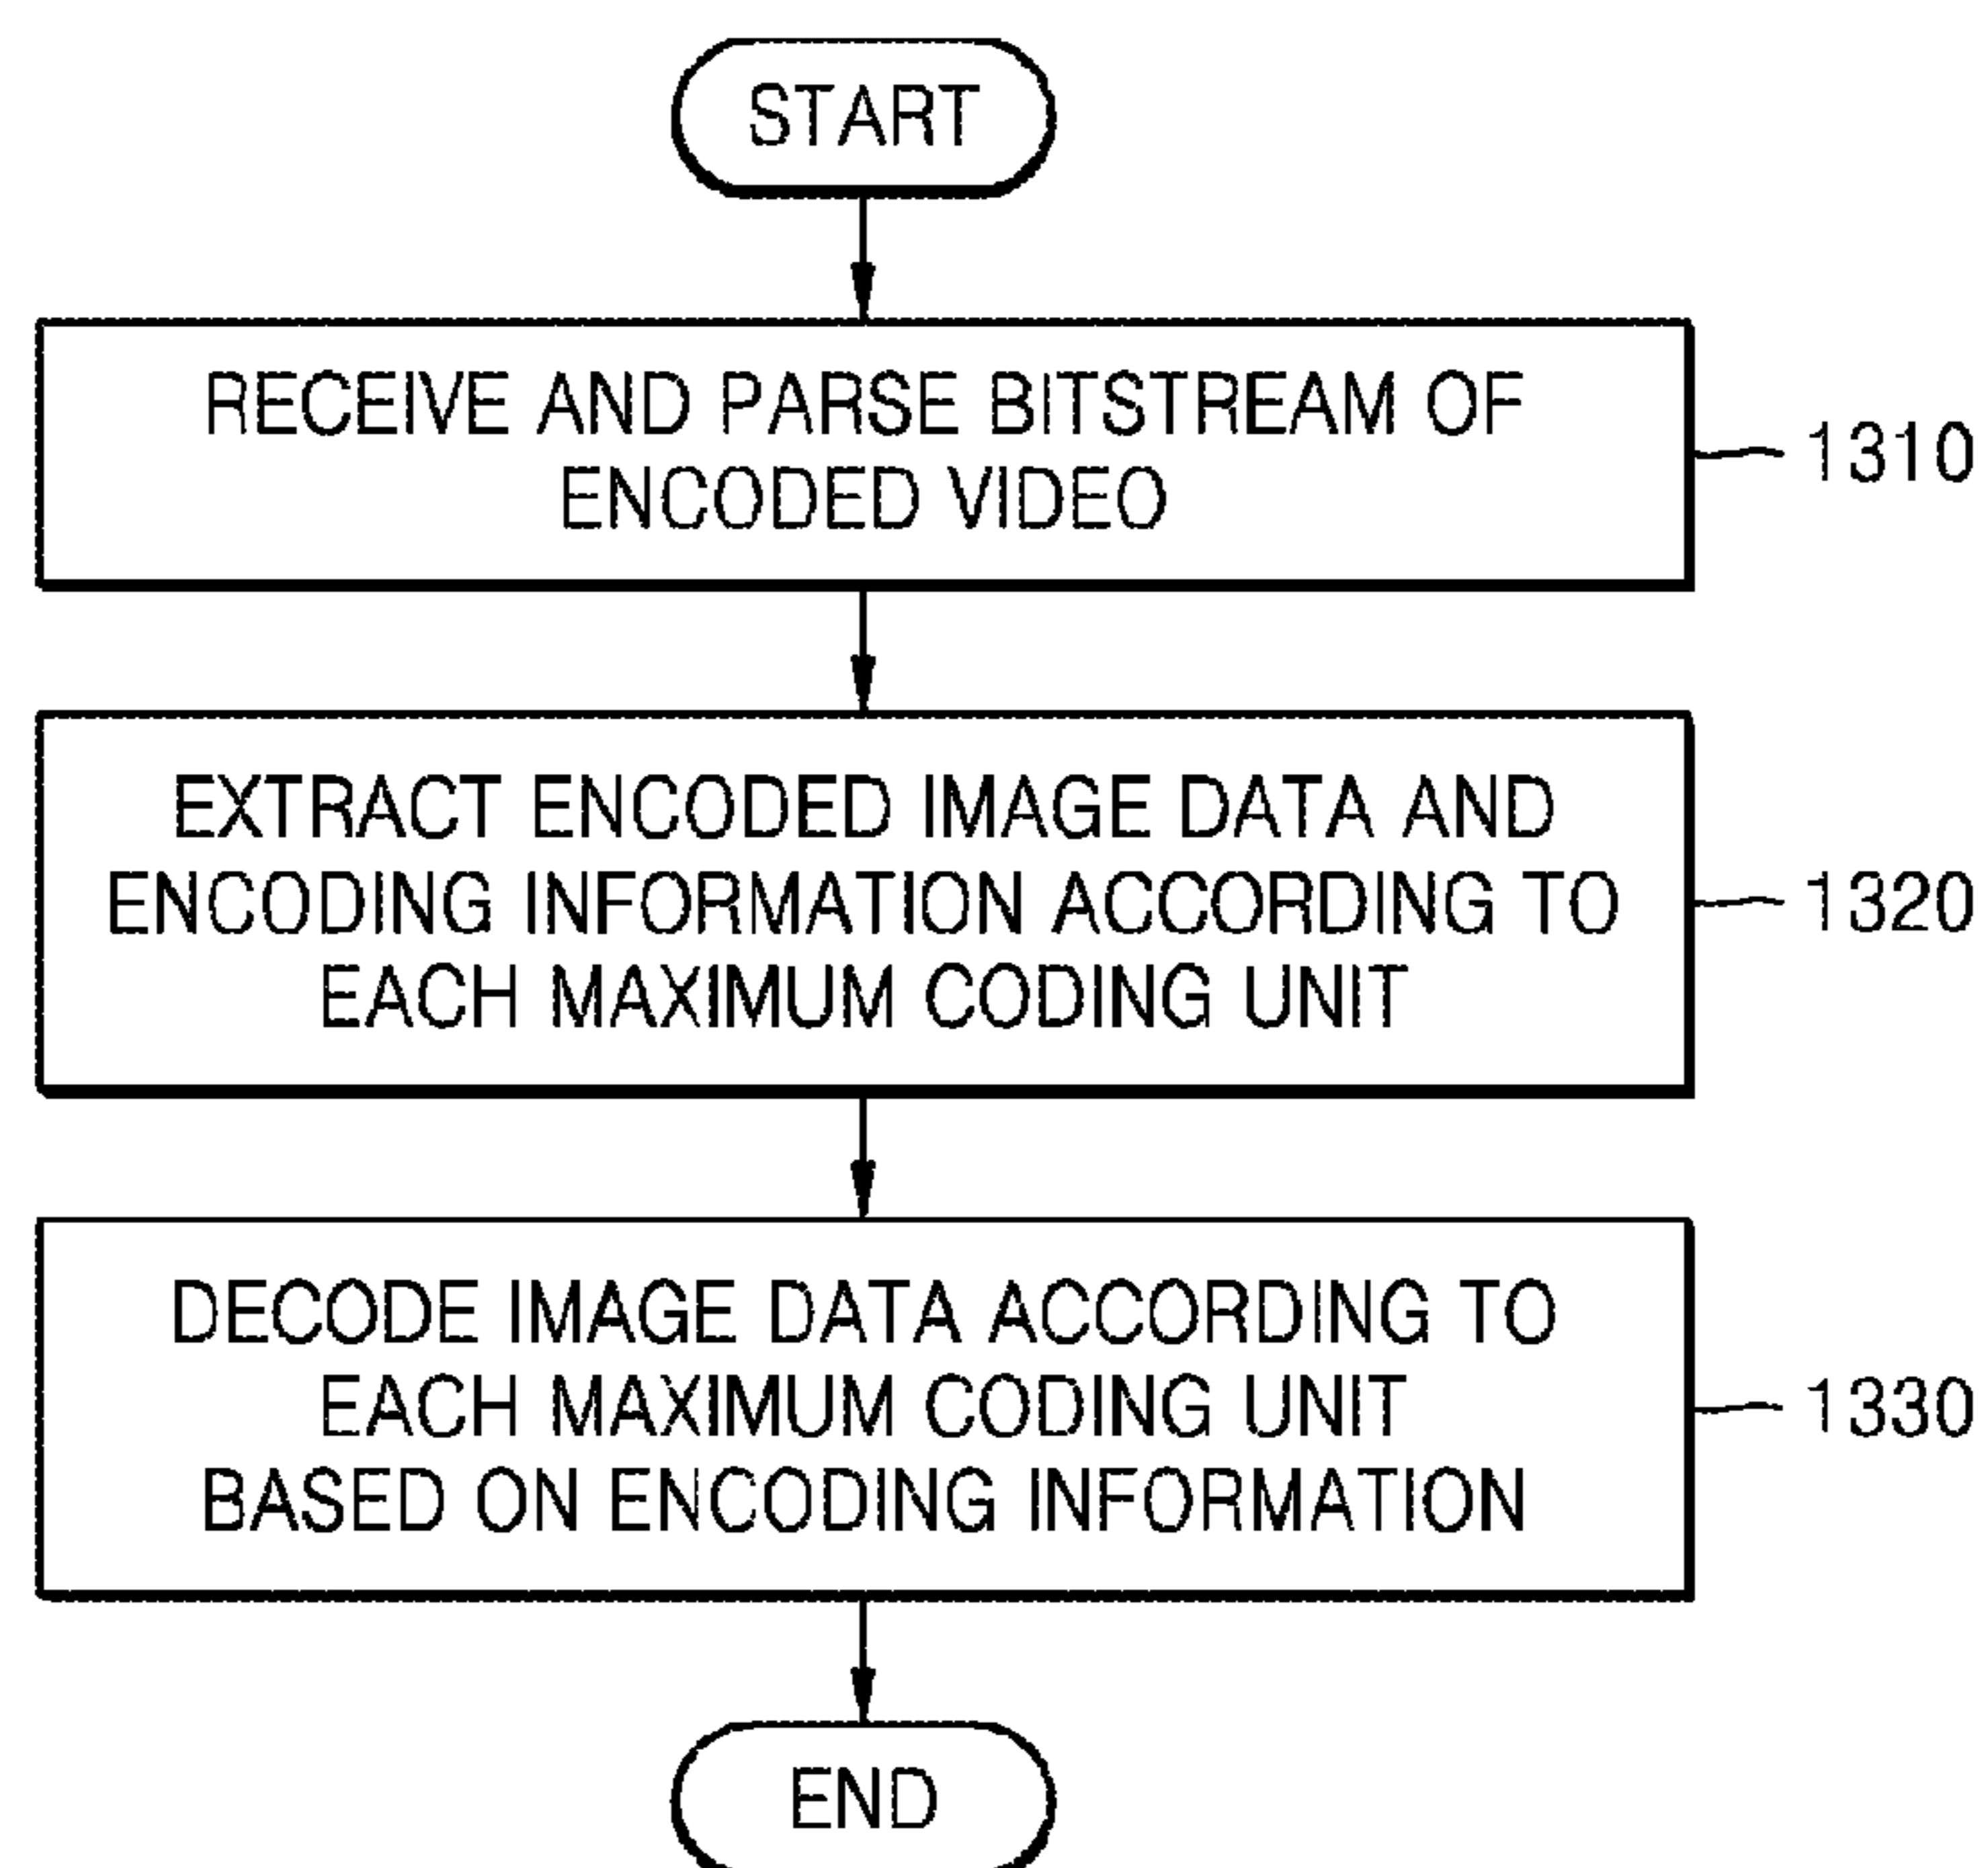 START
RECEIVE AND PARSE BITSTREAM OF
ENCODED VIDEO
1310
EXTRACT ENCODED IMAGE DATA AND
ENCODING INFORMATION ACCORDING TO
EACH MAXIMUM CODING UNIT
1320
DECODE IMAGE DATA ACCORDING TO
EACH MAXIMUM CODING UNIT
BASED ON ENCODING INFORMATION
1330
END